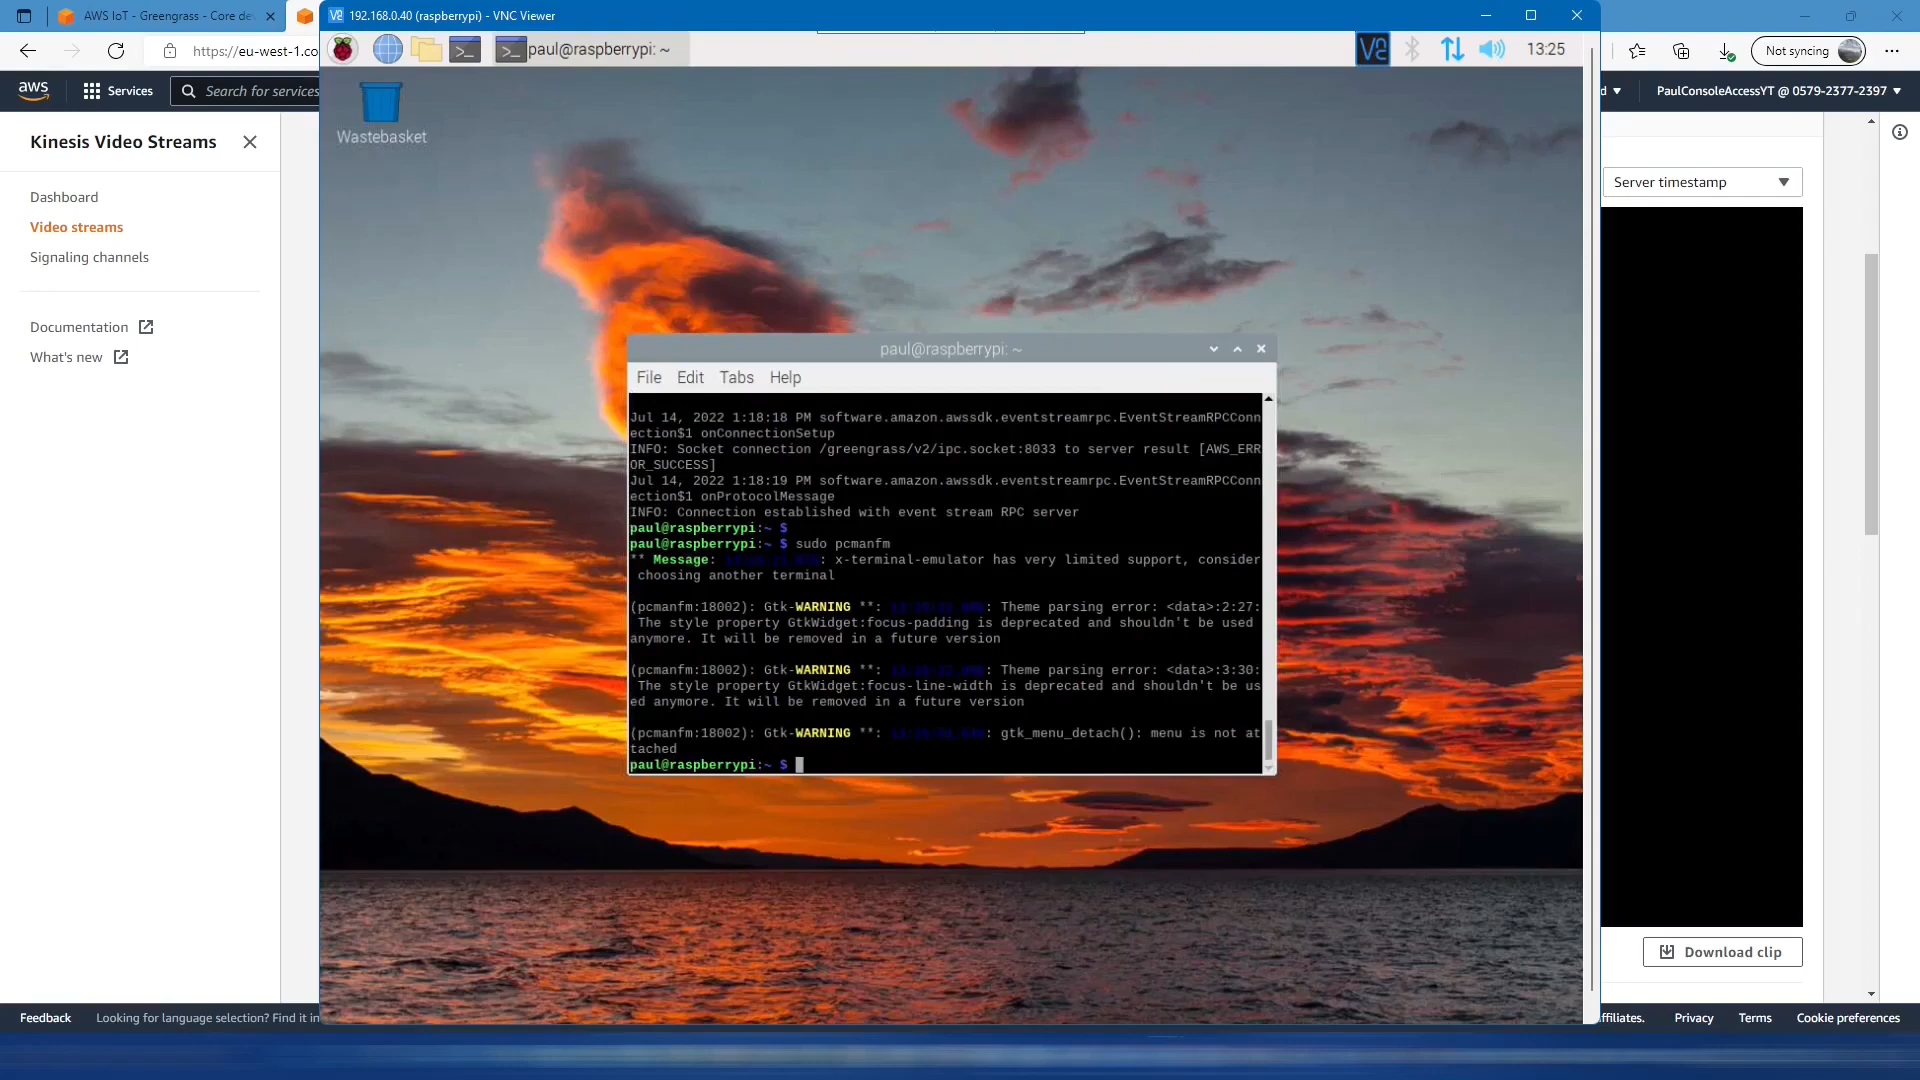 AWS IoT - Greengrass - Core de
192.168.0.40 (raspberrypi) - VNC Viewer
https://eu-west-1.co
paul@raspberrypi: ~
13:25
Not syncing
aws
Services
Search for services
PaulConsoleAccessYT @ 0579-2377-2397
Kinesis Video Streams
Wastebasket
Server timestamp
Dashboard
Video streams
Signaling channels
Documentation
What's new
paul@raspberrypi: ~
File Edit Tabs Help
Jul 14, 2022 1:18:18 PM software.amazon.awssdk.eventstreamrpc.EventStreamRPCConn
ection$1 onConnectionSetup
INFO: Socket connection /greengrass/v2/ipc.socket:8033 to server result [AWS_ERR
OR_SUCCESS]
Jul 14, 2022 1:18:19 PM software.amazon.awssdk.eventstreamrpc.EventStreamRPCConn
ection$1 onProtocolMessage
INFO: Connection established with event stream RPC server
paul@raspberrypi:~ $
paul@raspberrypi:~ $ sudo pcmanfm
** Message: : x-terminal-emulator has very limited support, consider
choosing another terminal
(pcmanfm:18002): Gtk-WARNING **: : Theme parsing error: <data>:2:27:
The style property GtkWidget:focus-padding is deprecated and shouldn't be used
anymore. It will be removed in a future version
(pcmanfm:18002): Gtk-WARNING **: : Theme parsing error: <data>:3:30:
The style property GtkWidget:focus-line-width is deprecated and shouldn't be us
ed anymore. It will be removed in a future version
(pcmanfm:18002): Gtk-WARNING **: : gtk_menu_detach(): menu is not at
tached
paul@raspberrypi:~ $
Download clip
Feedback
Looking for language selection? Find it in
ffiliates.
Privacy
Terms
Cookie preferences